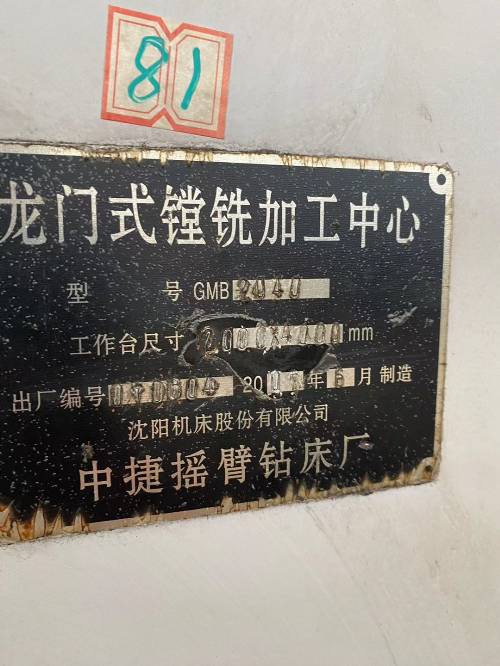 81
龙门式镗铣加工中心
型 号 GMB 2040
工作台尺寸 2000X4000 mm
出厂编号 20 年 月制造
沈阳机床股份有限公司
中捷摇臂钻床厂